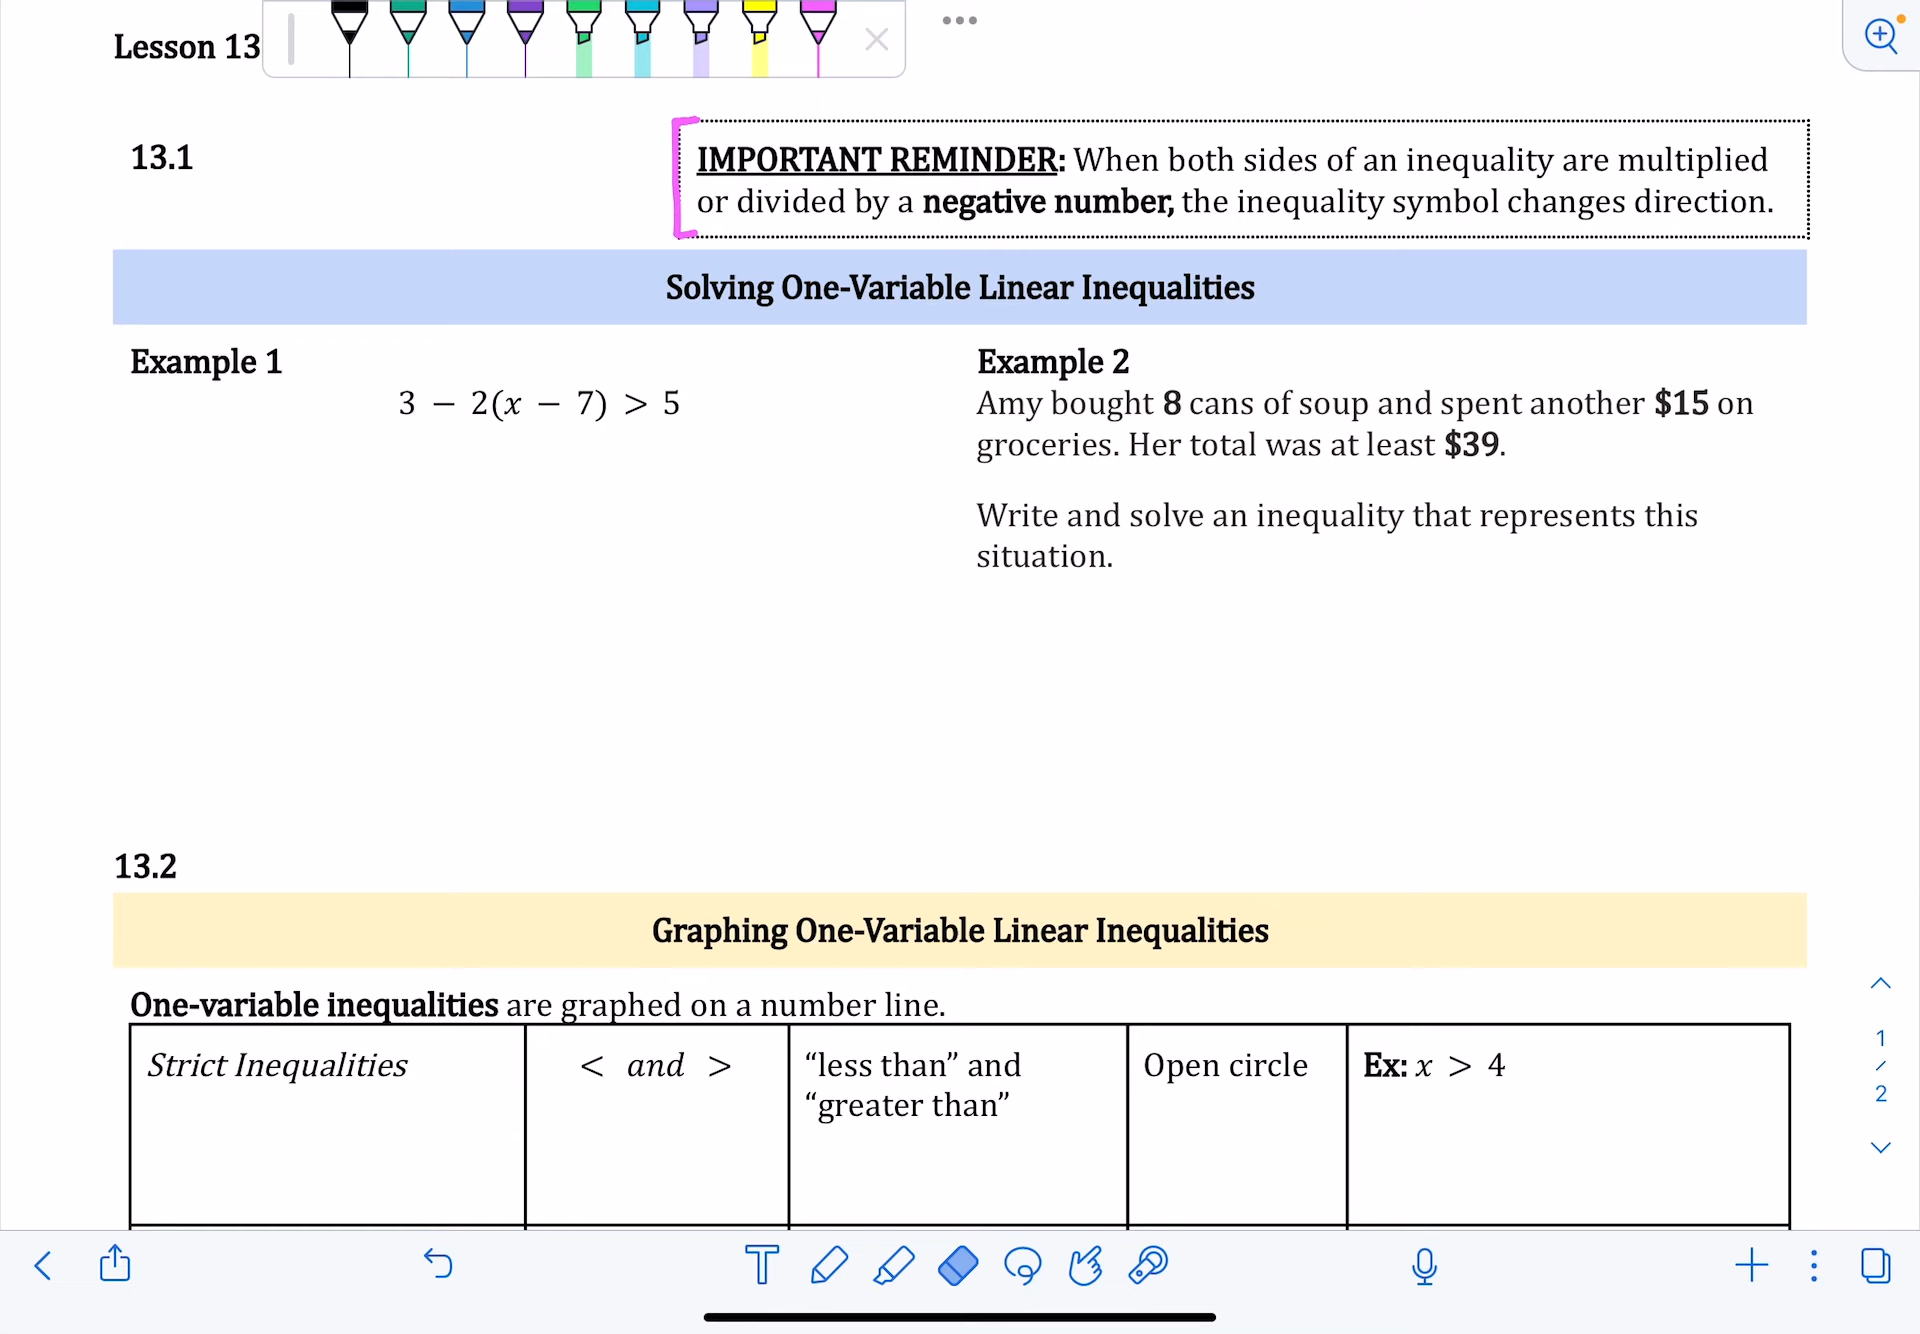 Lesson 13
13.1
IMPORTANT REMINDER: When both sides of an inequality are multiplied
or divided by a negative number, the inequality symbol changes direction.
Solving One-Variable Linear Inequalities
Example 1
3 − 2(x − 7) > 5
Example 2
Amy bought 8 cans of soup and spent another $15 on
groceries. Her total was at least $39.
Write and solve an inequality that represents this
situation.
13.2
Graphing One-Variable Linear Inequalities
One-variable inequalities are graphed on a number line.
Strict Inequalities
< and >
“less than” and
“greater than”
Open circle
Ex: x > 4
1
/
2
T